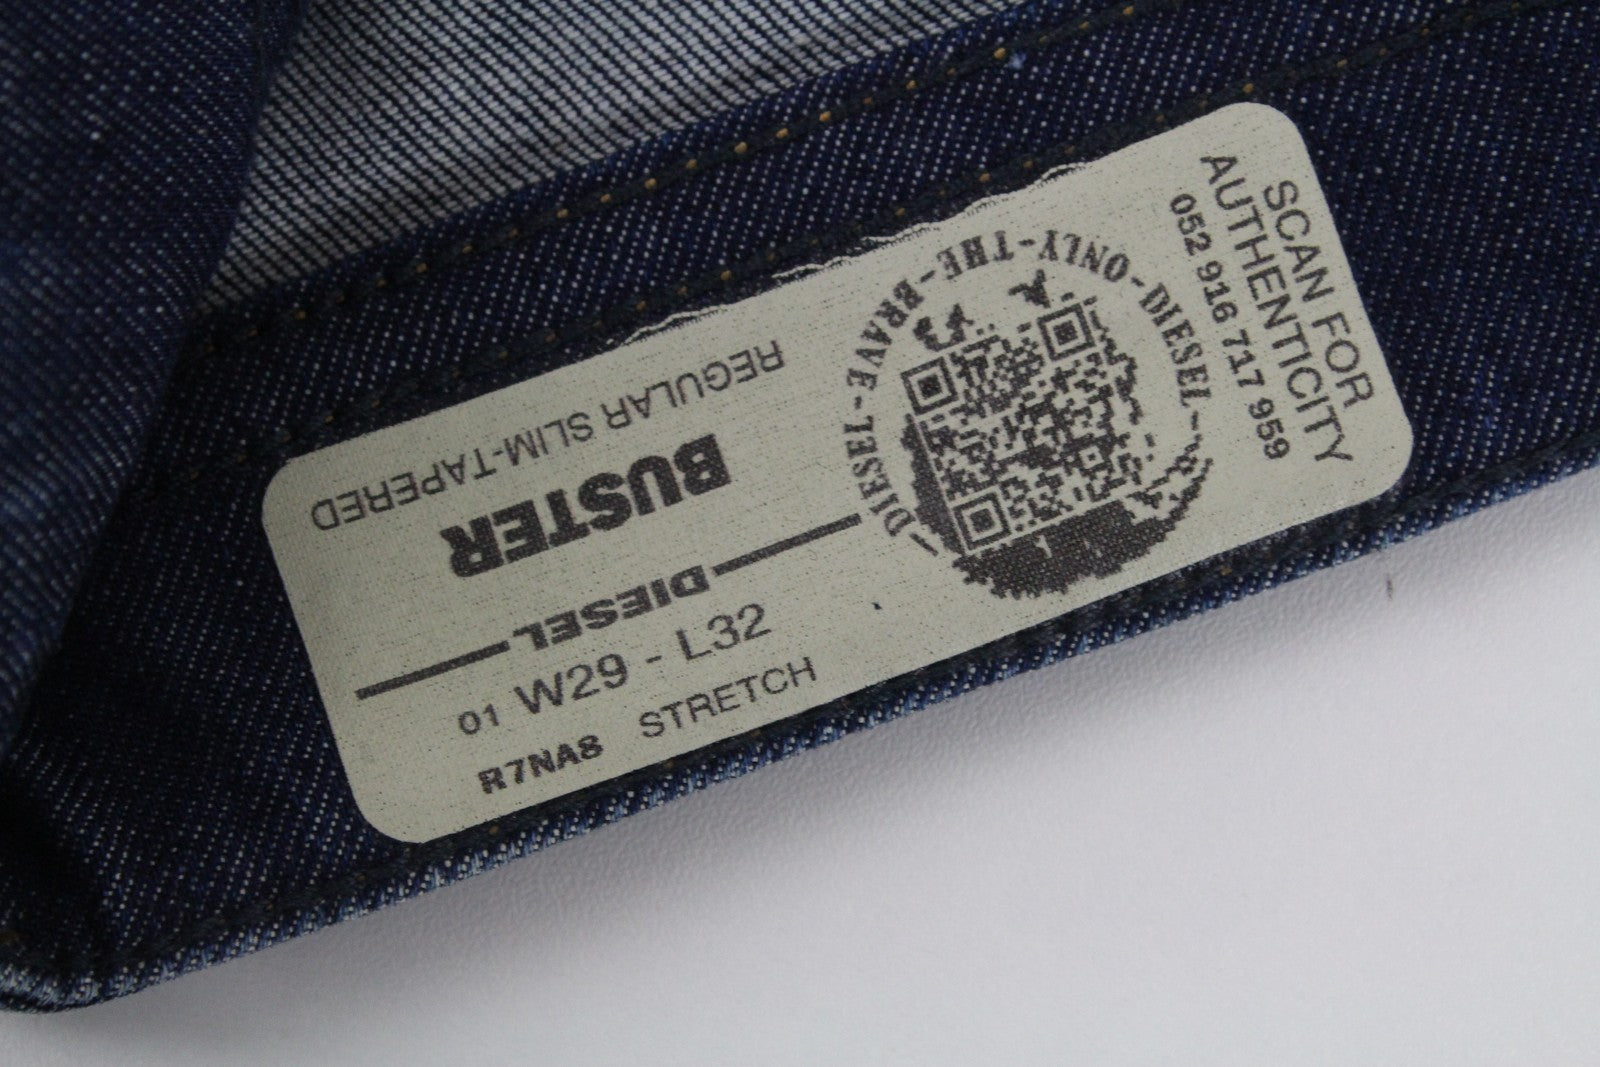 REGULAR SLIM-TAPERED
BUSTER
DIESEL
01 W29 - L32
R7NA8 STRETCH
DIESEL - ONLY - THE - BRAVE - DIESEL -
SCAN FOR
AUTHENTICITY
052 916 717 959